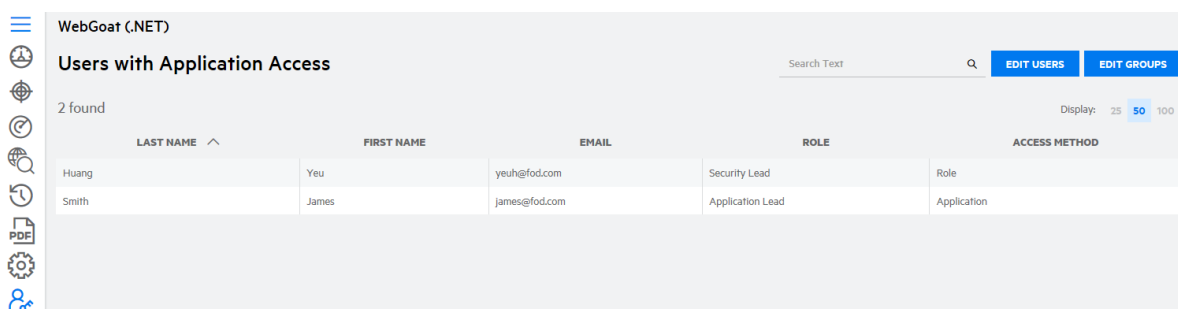 WebGoat (.NET)
Users with Application Access
Search Text
EDIT USERS
EDIT GROUPS
2 found
Display: 25 50 100
LAST NAME FIRST NAME EMAIL ROLE ACCESS METHOD
Huang Yeu yeuh@fod.com Security Lead Role
Smith James james@fod.com Application Lead Application
PDF